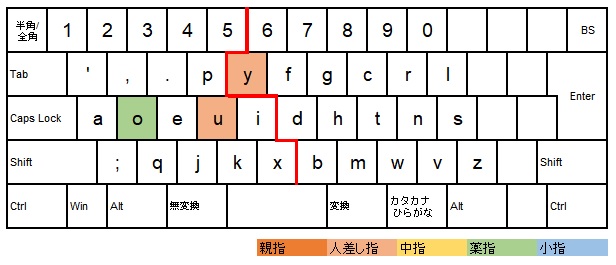 半角/全角 1 2 3 4 5 6 7 8 9 0 BS
Tab ' , . p y f g c r l Enter
Caps Lock a o e u i d h t n s
Shift ; q j k x b m w v z Shift
Ctrl Win Alt 無変換 変換 カタカナひらがな Alt Ctrl
親指 人差し指 中指 薬指 小指